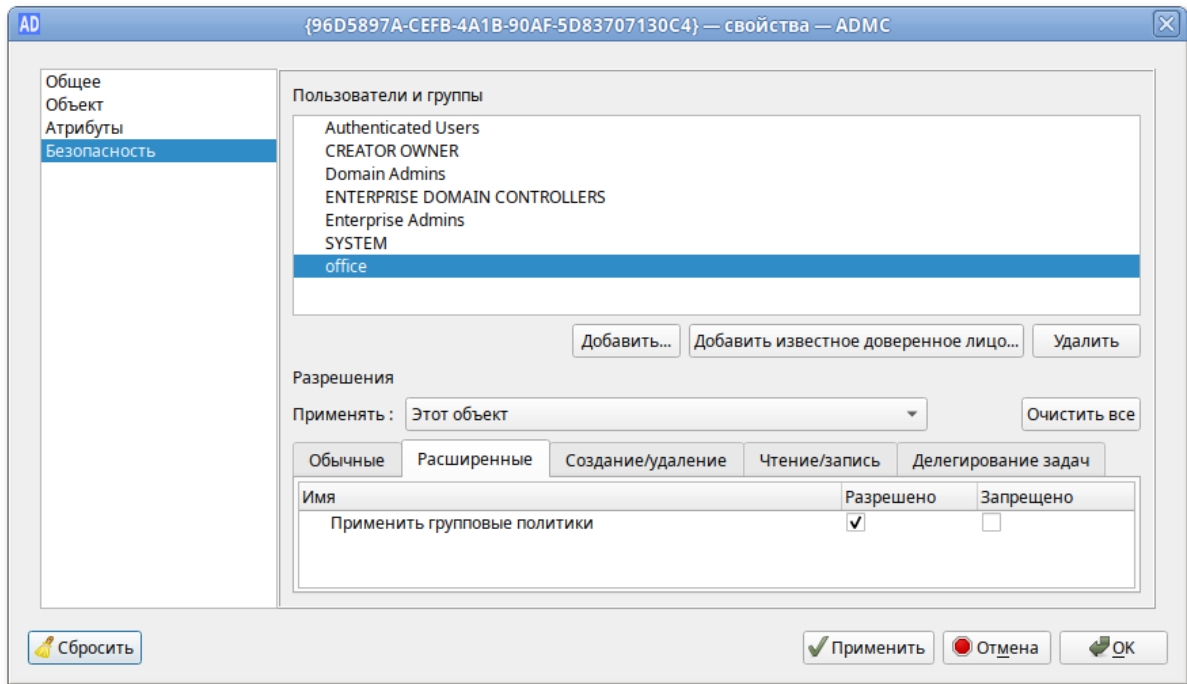 AD
{96D5897A-CEFB-4A1B-90AF-5D83707130C4} — свойства — ADMC
Общее
Объект
Атрибуты
Безопасность
Пользователи и группы
Authenticated Users
CREATOR OWNER
Domain Admins
ENTERPRISE DOMAIN CONTROLLERS
Enterprise Admins
SYSTEM
office
Добавить... Добавить известное доверенное лицо... Удалить
Разрешения
Применять : Этот объект Очистить все
Обычные Расширенные Создание/удаление Чтение/запись Делегирование задач
Имя Разрешено Запрещено
Применить групповые политики
Сбросить Применить Отмена OK